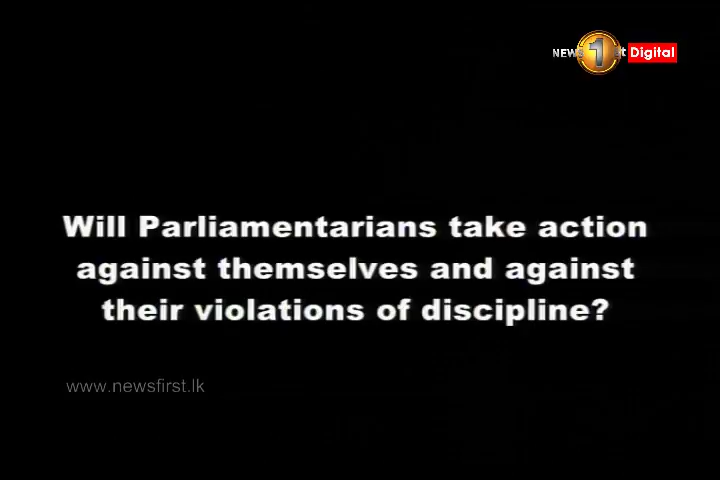 NEWS 1st Digital
Will Parliamentarians take action
against themselves and against
their violations of discipline?
www.newsfirst.lk